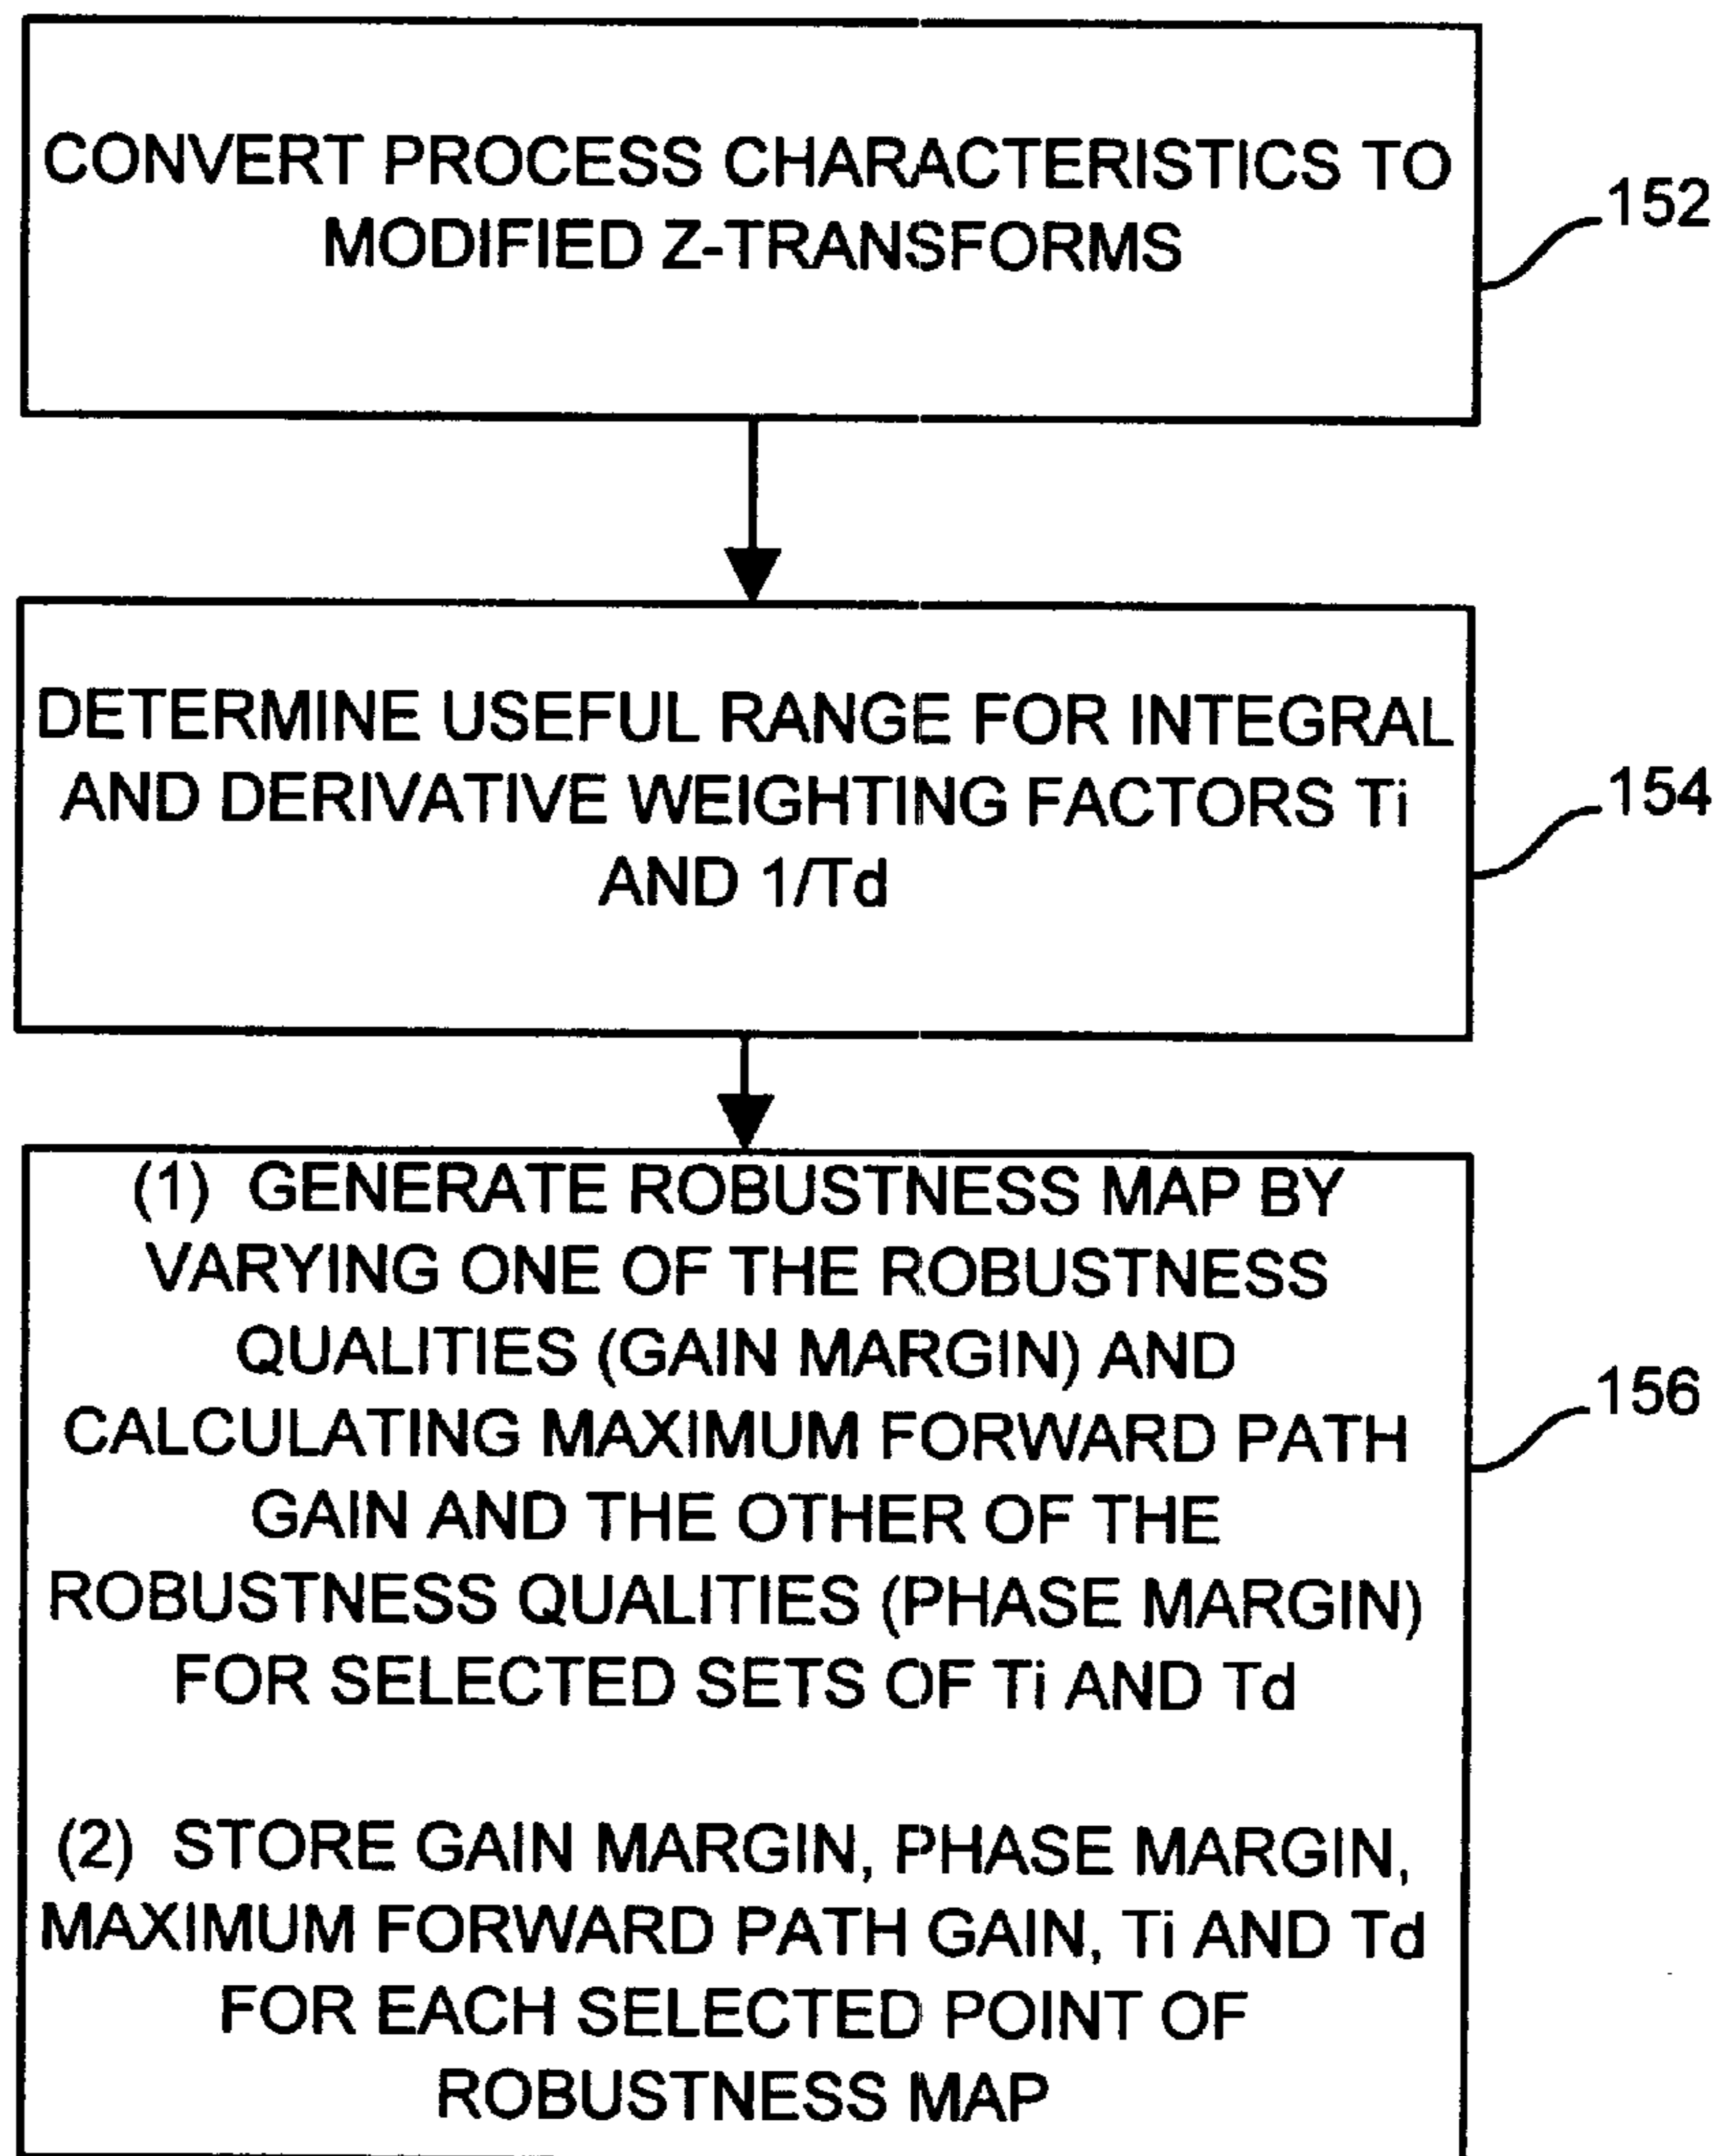 CONVERT PROCESS CHARACTERISTICS TO
MODIFIED Z-TRANSFORMS
152
DETERMINE USEFUL RANGE FOR INTEGRAL
AND DERIVATIVE WEIGHTING FACTORS Ti
AND 1/Td
154
(1) GENERATE ROBUSTNESS MAP BY
VARYING ONE OF THE ROBUSTNESS
QUALITIES (GAIN MARGIN) AND
CALCULATING MAXIMUM FORWARD PATH
GAIN AND THE OTHER OF THE
ROBUSTNESS QUALITIES (PHASE MARGIN)
FOR SELECTED SETS OF Ti AND Td
156
(2) STORE GAIN MARGIN, PHASE MARGIN,
MAXIMUM FORWARD PATH GAIN, Ti AND Td
FOR EACH SELECTED POINT OF
ROBUSTNESS MAP